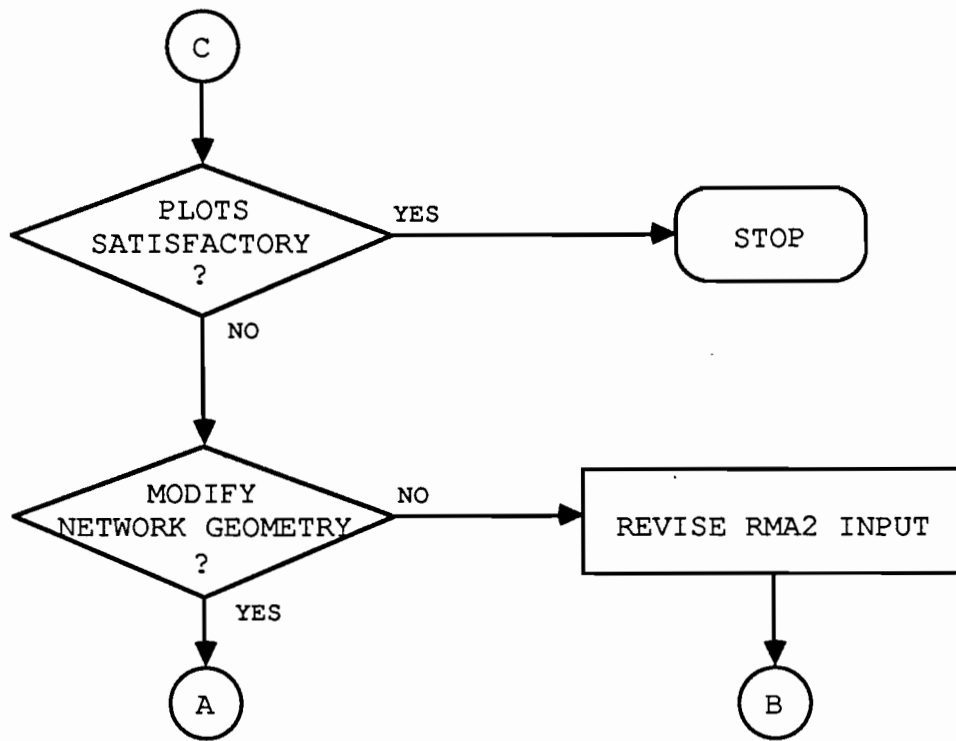 C
PLOTS
SATISFACTORY
?
YES
STOP
NO
MODIFY
NETWORK GEOMETRY
?
NO
REVISE RMA2 INPUT
YES
A
B